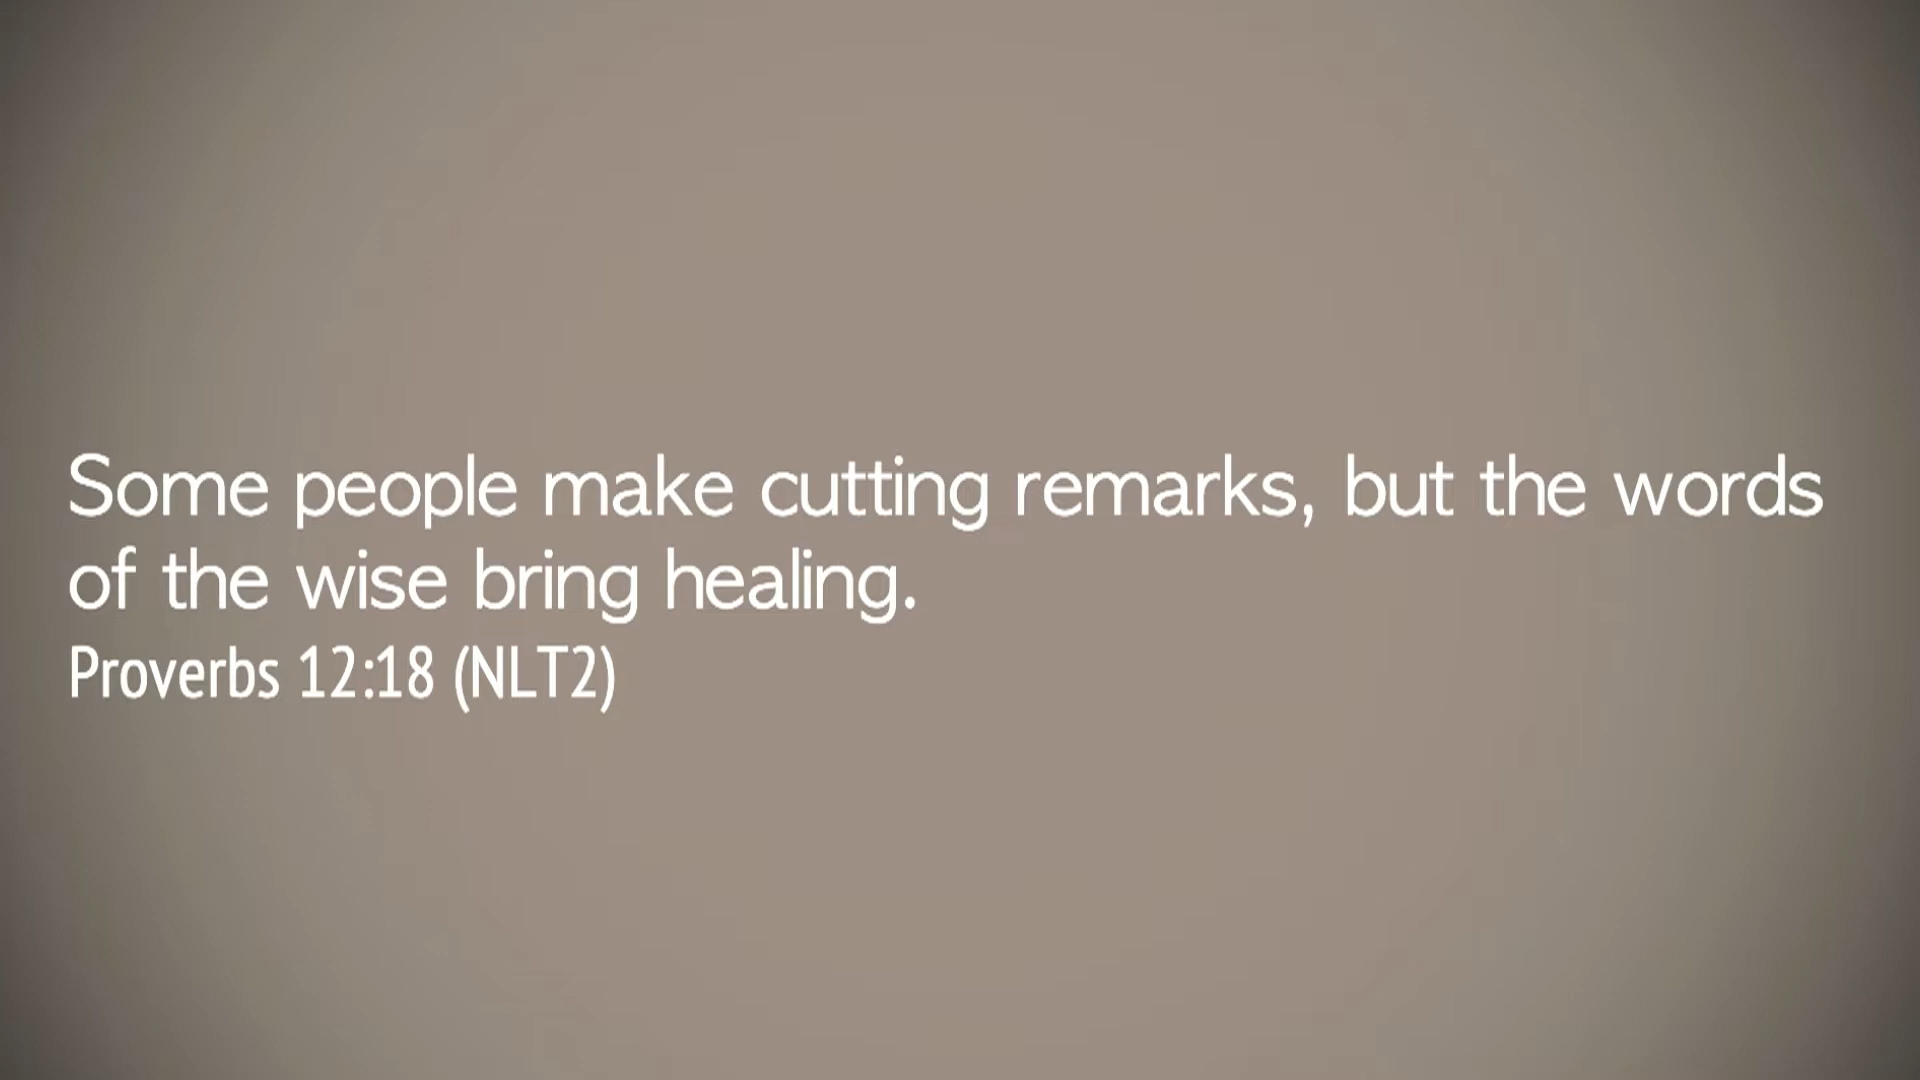 Some people make cutting remarks, but the words
of the wise bring healing.
Proverbs 12:18 (NLT2)